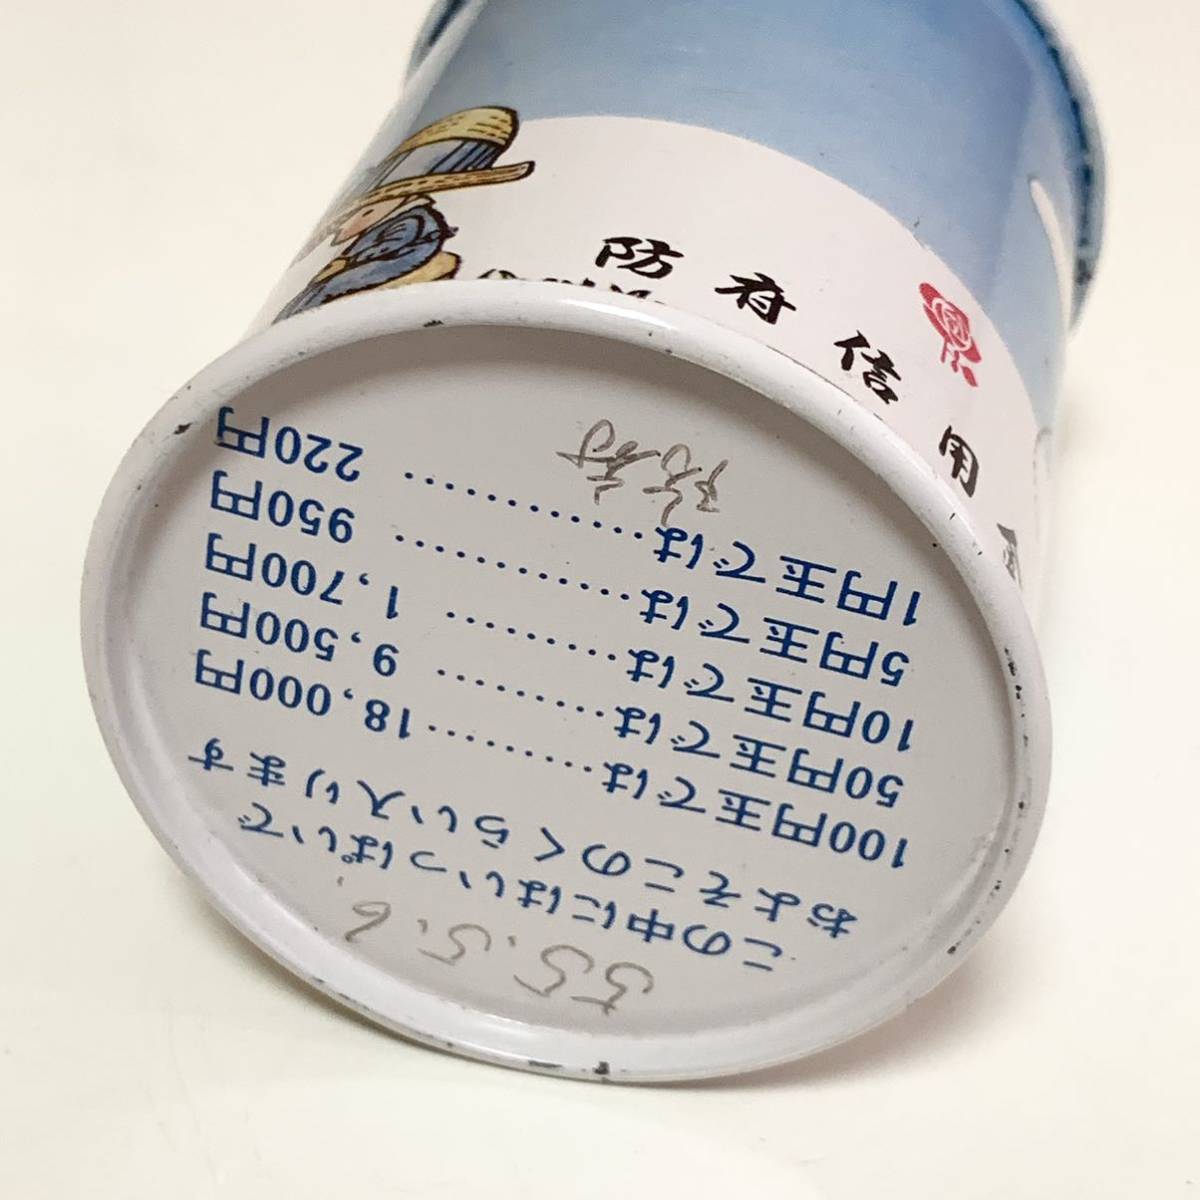 防府信用
55.5.6
この中にはいっぱいで
およそこのくらい入ります
100円玉では………18,000円
50円玉では……… 9,500円
10円玉では……… 1,700円
5円玉では………… 950円
1円玉では………… 220円